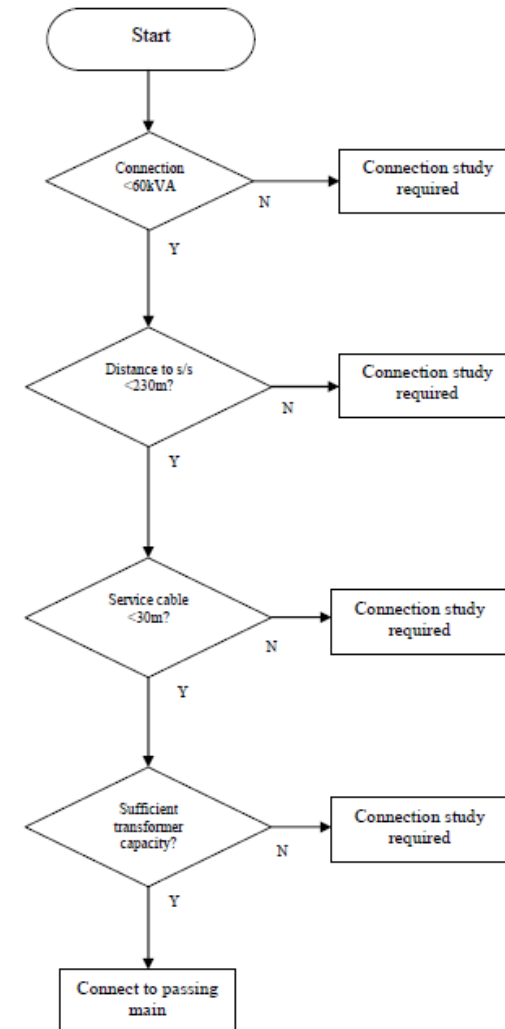 Start
Connection
<60kVA
N
Connection study
required
Y
Distance to s/s
<230m?
N
Connection study
required
Y
Service cable
<30m?
N
Connection study
required
Y
Sufficient
transformer
capacity?
N
Connection study
required
Y
Connect to passing
main